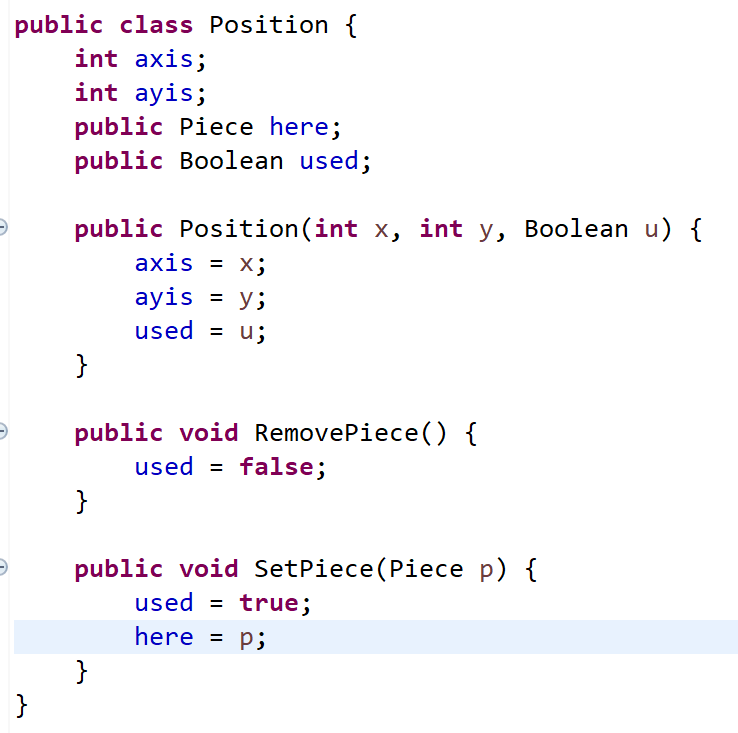 public class Position {
    int axis;
    int ayis;
    public Piece here;
    public Boolean used;

    public Position(int x, int y, Boolean u) {
        axis = x;
        ayis = y;
        used = u;
    }

    public void RemovePiece() {
        used = false;
    }

    public void SetPiece(Piece p) {
        used = true;
        here = p;
    }
}